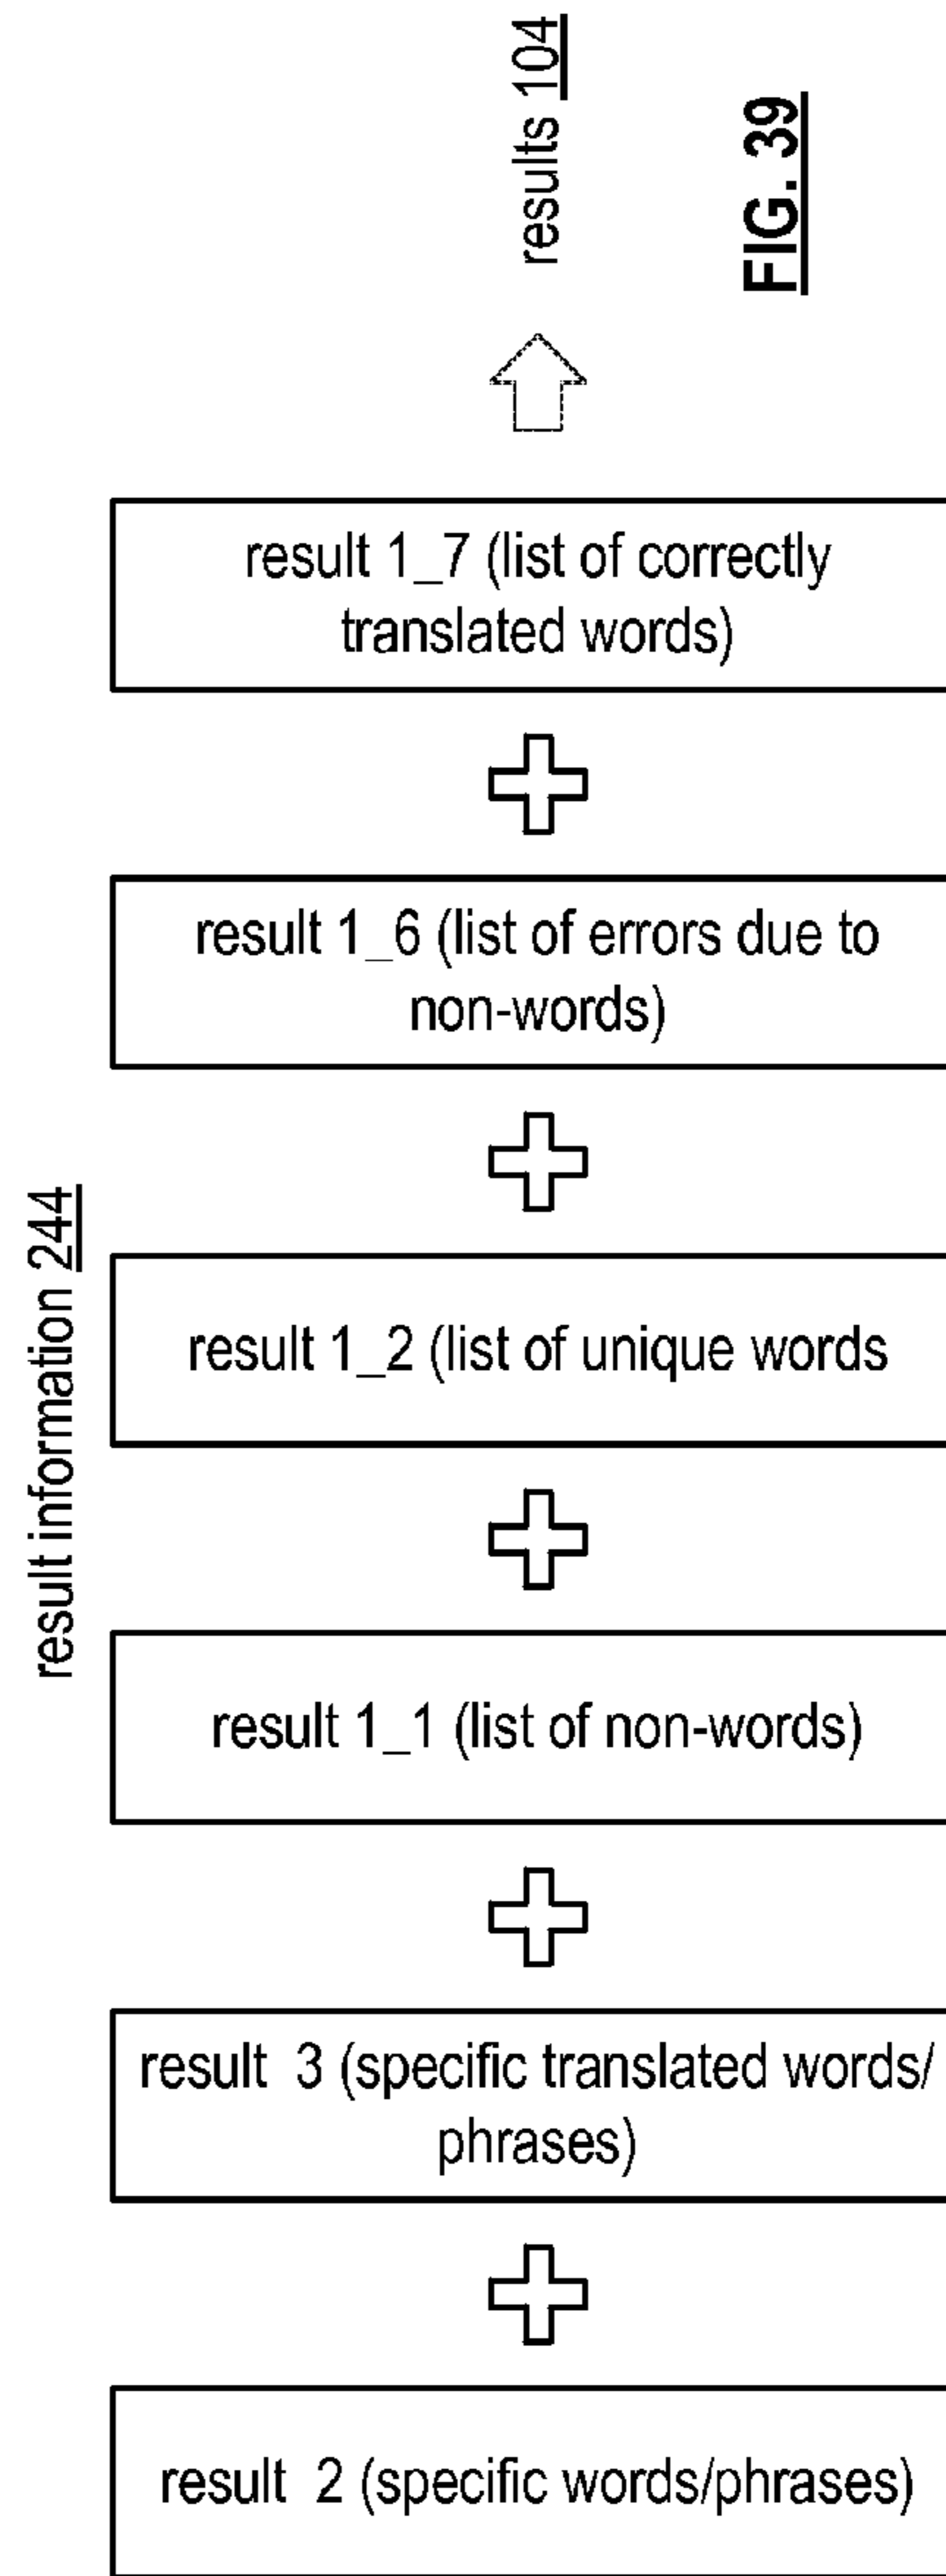 results 104
FIG. 39
result 1_7 (list of correctly
translated words)
result 1_6 (list of errors due to
non-words)
result information 244
result 1_2 (list of unique words
result 1_1 (list of non-words)
result 3 (specific translated words/
phrases)
result 2 (specific words/phrases)